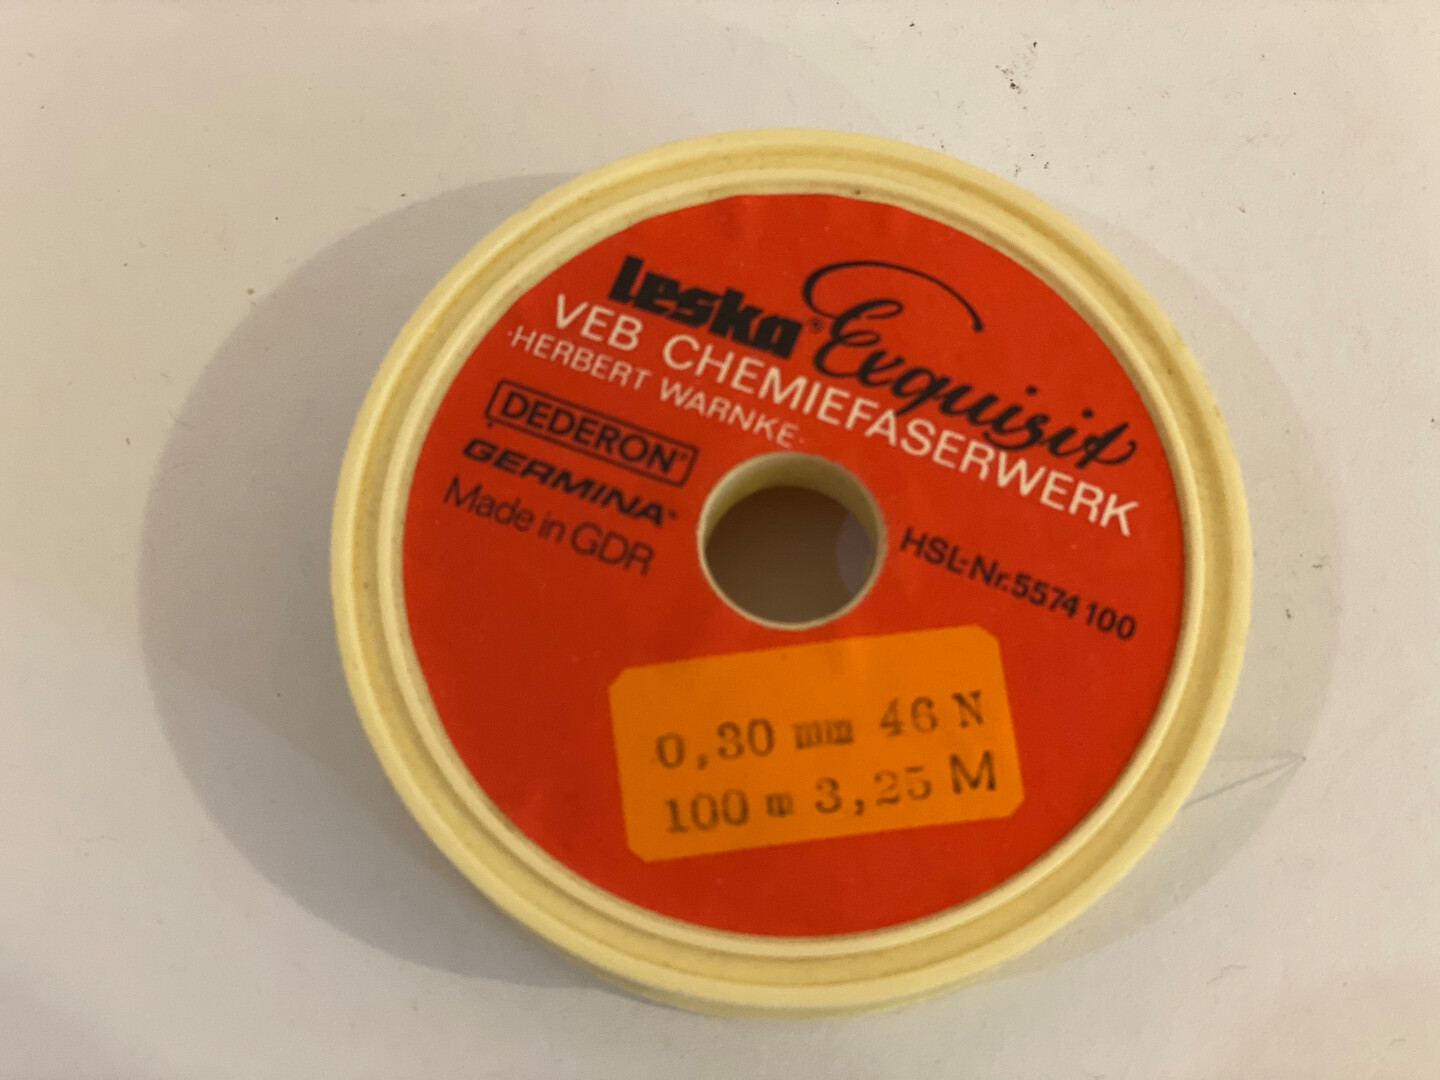 leska® Exquisit
VEB CHEMIEFASERWERK
·HERBERT WARNKE·
DEDERON®
GERMINA®
Made in GDR
HSL-Nr. 5574 100
0,30 mm 46 N
100 m 3,25 M